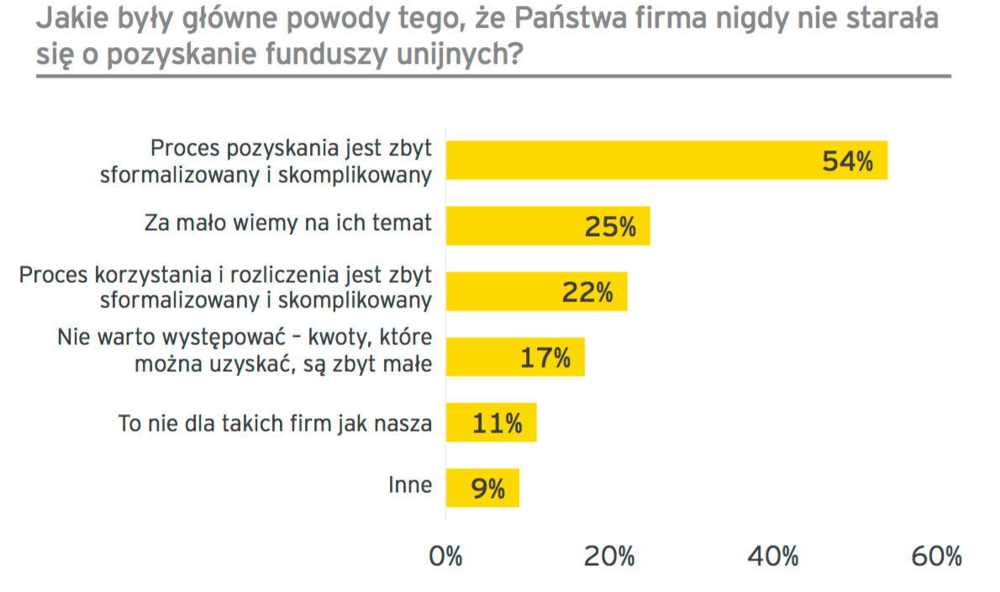 Jakie były główne powody tego, że Państwa firma nigdy nie starała
się o pozyskanie funduszy unijnych?
Proces pozyskania jest zbyt
sformalizowany i skomplikowany
54%
Za mało wiemy na ich temat
25%
Proces korzystania i rozliczenia jest zbyt
sformalizowany i skomplikowany
22%
Nie warto występować – kwoty, które
można uzyskać, są zbyt małe
17%
To nie dla takich firm jak nasza
11%
Inne
9%
0% 20% 40% 60%